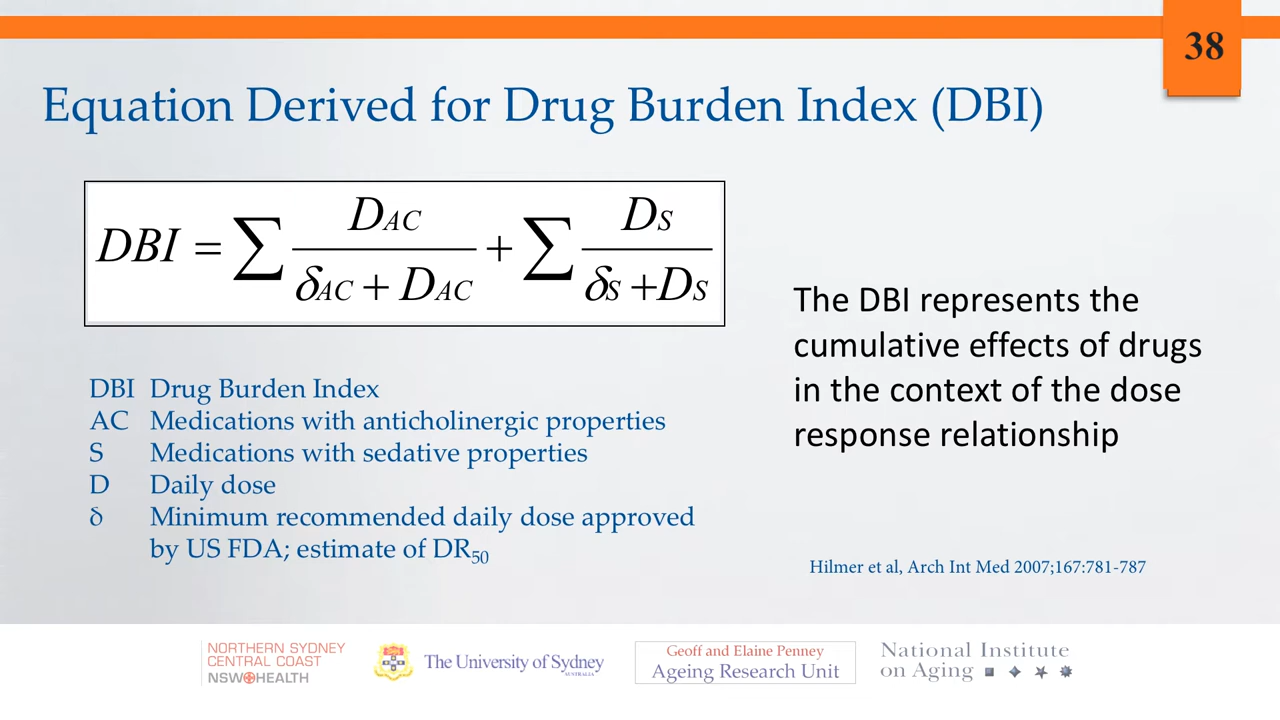 38
Equation Derived for Drug Burden Index (DBI)
DBI = ∑ D_AC / (δ_AC + D_AC) + ∑ D_S / (δ_S + D_S)
The DBI represents the
cumulative effects of drugs
in the context of the dose
response relationship
DBI Drug Burden Index
AC Medications with anticholinergic properties
S Medications with sedative properties
D Daily dose
δ Minimum recommended daily dose approved
by US FDA; estimate of DR₅₀
Hilmer et al, Arch Int Med 2007;167:781-787
NORTHERN SYDNEY
CENTRAL COAST
NSW HEALTH
The University of Sydney
AUSTRALIA
Geoff and Elaine Penney
Ageing Research Unit
National Institute
on Aging